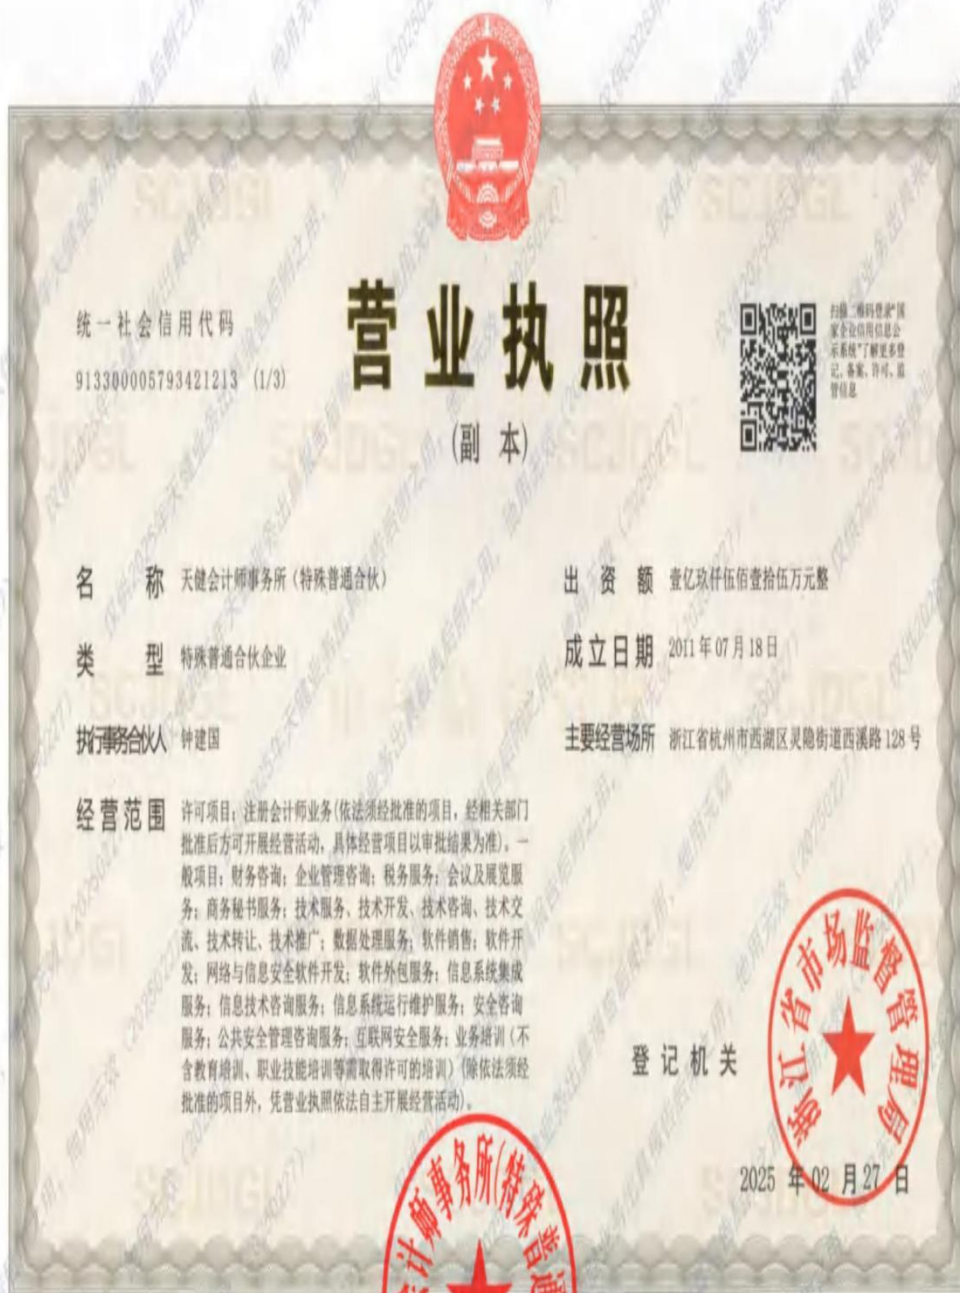 营业执照
(副 本)
统一社会信用代码
913300005793421213 (1/3)
扫描二维码登录“国
家企业信用信息公
示系统”了解更多登
记、备案、许可、监
管信息
名 称 天健会计师事务所（特殊普通合伙）
类 型 特殊普通合伙企业
执行事务合伙人 钟建国
经营范围 许可项目：注册会计师业务(依法须经批准的项目，经相关部门
批准后方可开展经营活动，具体经营项目以审批结果为准)。一
般项目：财务咨询；企业管理咨询；税务服务；会议及展览服
务；商务秘书服务；技术服务、技术开发、技术咨询、技术交
流、技术转让、技术推广；数据处理服务；软件销售；软件开
发；网络与信息安全软件开发；软件外包服务；信息系统集成
服务；信息技术咨询服务；信息系统运行维护服务；安全咨询
服务；公共安全管理咨询服务；互联网安全服务；业务培训（不
含教育培训、职业技能培训等需取得许可的培训）(除依法须经
批准的项目外，凭营业执照依法自主开展经营活动)。
出 资 额 壹亿玖仟伍佰壹拾伍万元整
成立日期 2011年07月18日
主要经营场所 浙江省杭州市西湖区灵隐街道西溪路128号
登记机关
浙江省市场监督管理局
2025 年 02 月 27 日
计师事务所(特殊普通
SCJDGL